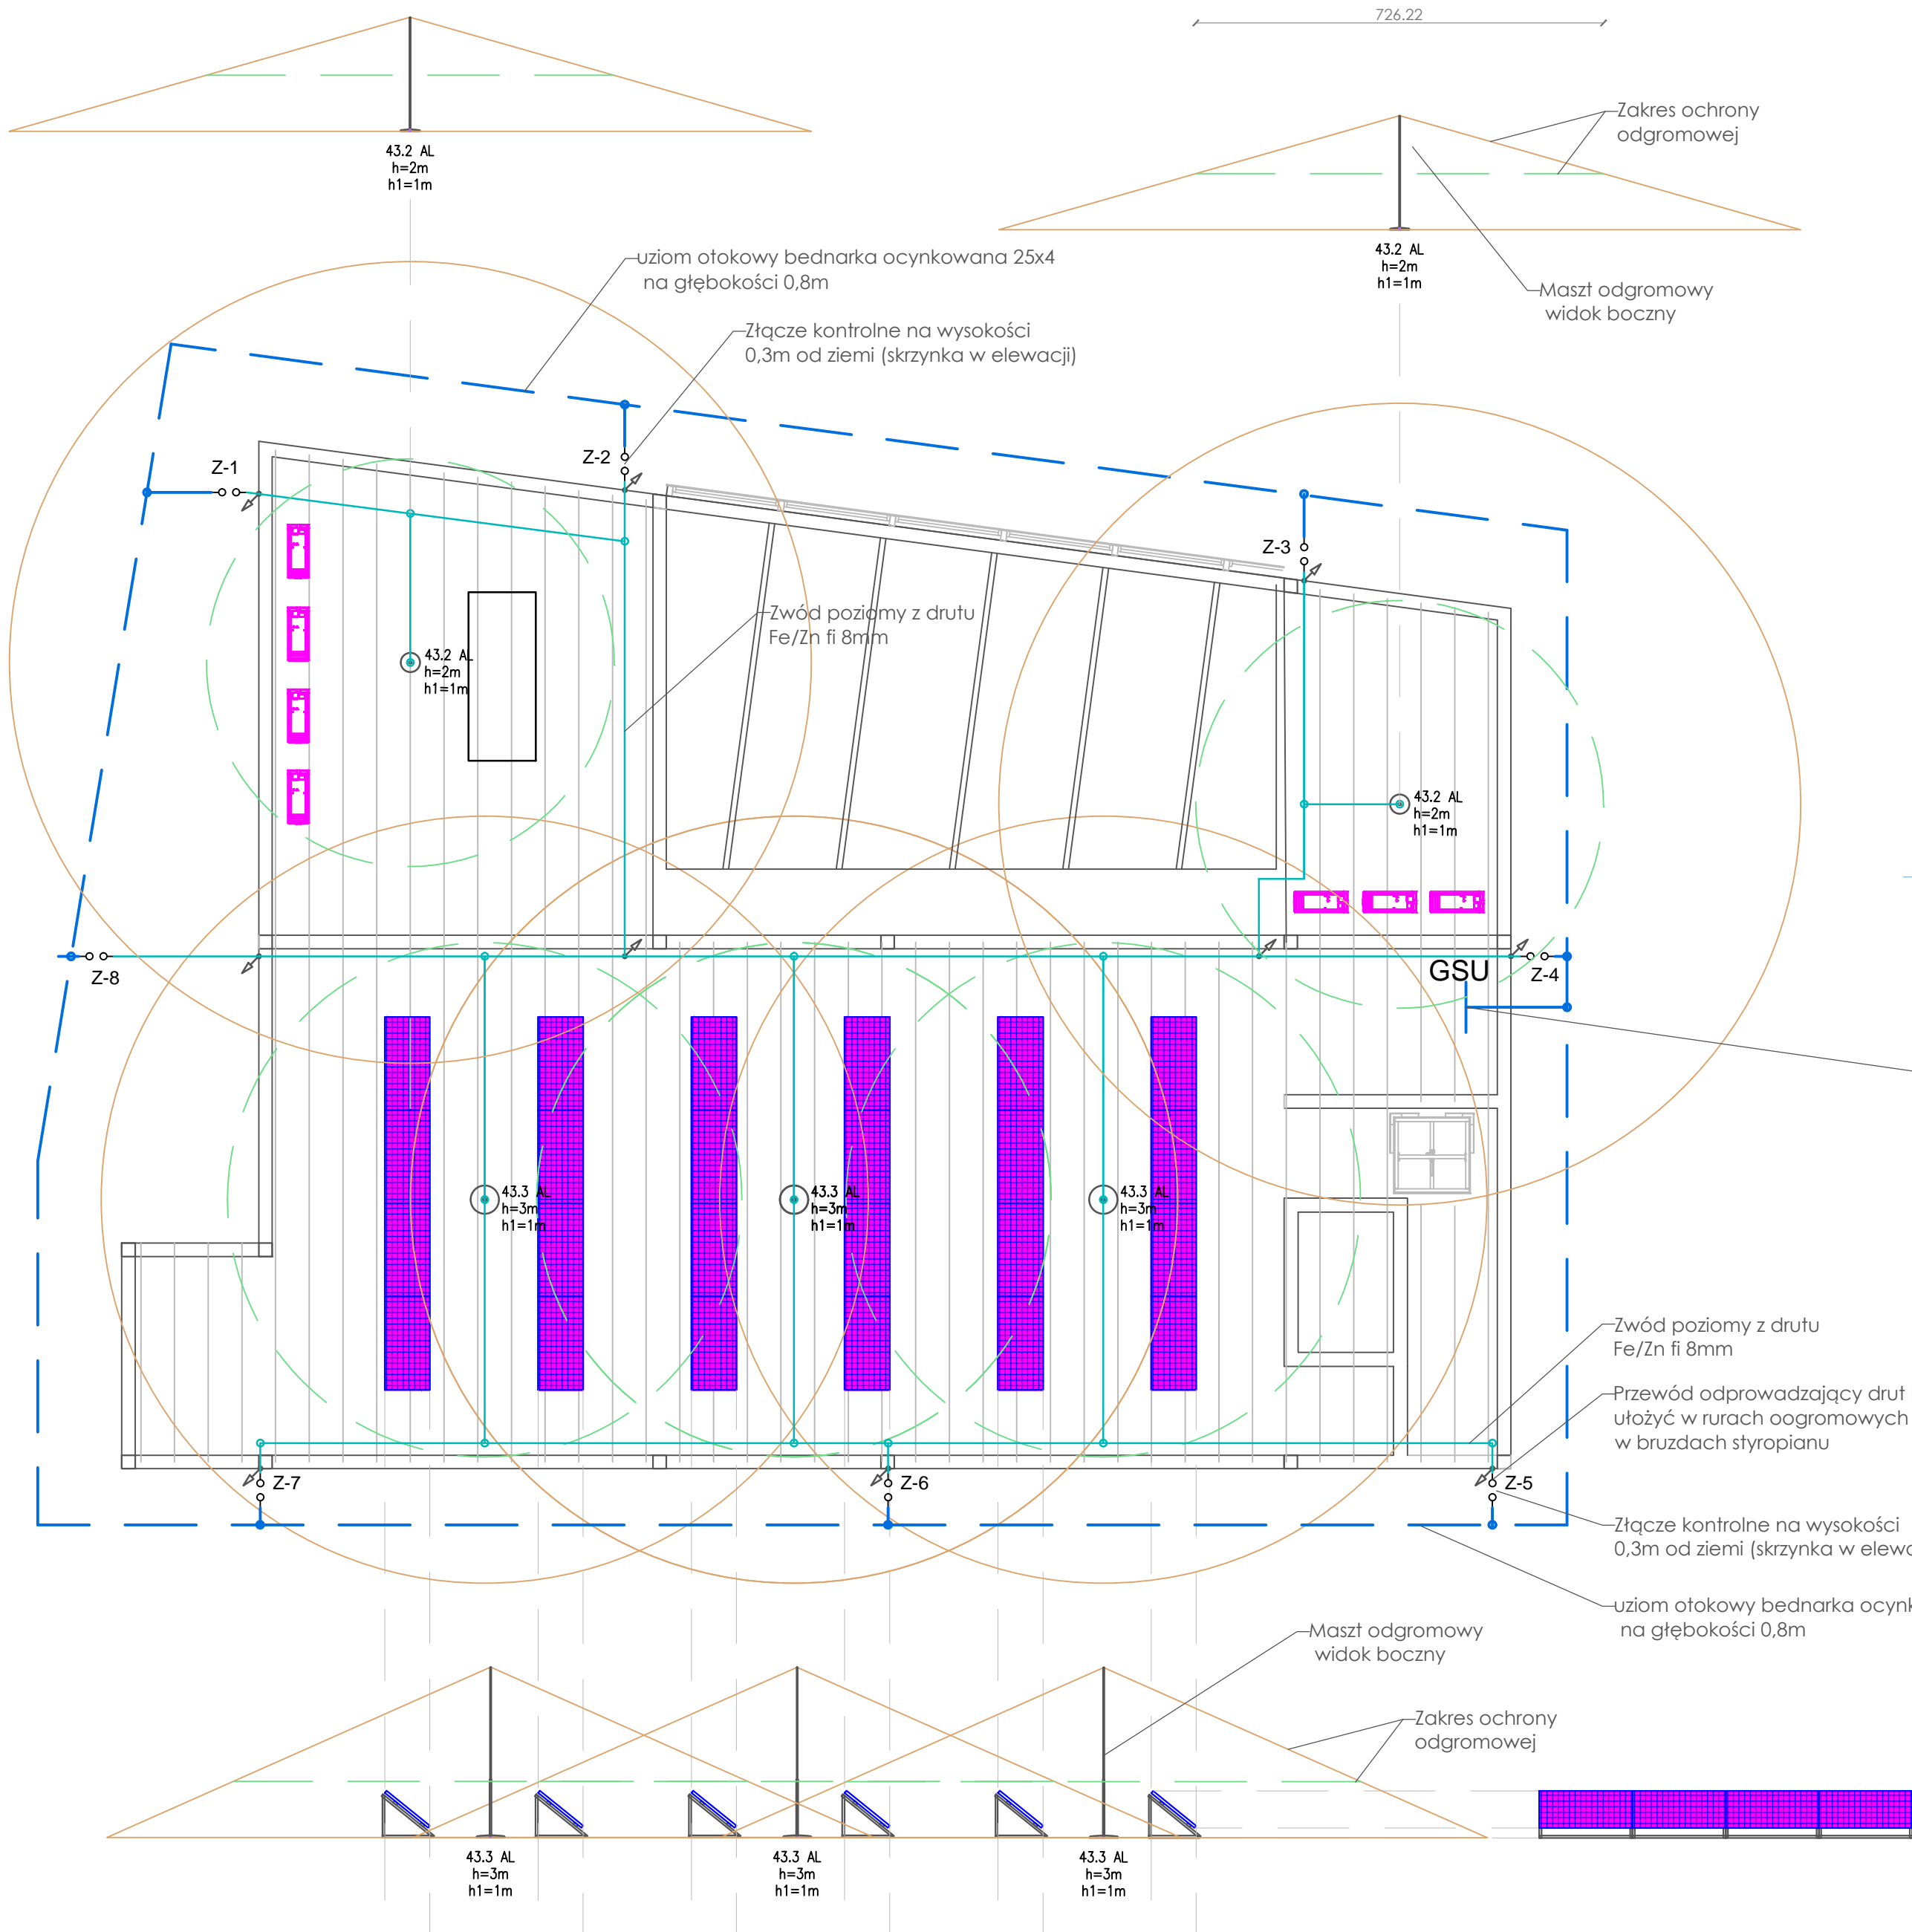 726.22
Zakres ochrony
odgromowej
43.2 AL
h=2m
h1=1m
43.2 AL
h=2m
h1=1m
uziom otokowy bednarka ocynkowana 25x4
na głębokości 0,8m
Maszt odgromowy
widok boczny
Złącze kontrolne na wysokości
0,3m od ziemi (skrzynka w elewacji)
Z-1
Z-2
Z-3
Zwód poziomy z drutu
Fe/Zn fi 8mm
43.2 AL
h=2m
h1=1m
43.2 AL
h=2m
h1=1m
Z-8
GSU
Z-4
43.3 AL
h=3m
h1=1m
43.3 AL
h=3m
h1=1m
43.3 AL
h=3m
h1=1m
Zwód poziomy z drutu
Fe/Zn fi 8mm
Przewód odprowadzający drut
ułożyć w rurach oogromowych
w bruzdach styropianu
Z-7
Z-6
Z-5
Złącze kontrolne na wysokości
0,3m od ziemi (skrzynka w
uziom otokowy bednarka
na głębokości 0,8m
Maszt odgromowy
widok boczny
Zakres ochrony
odgromowej
43.3 AL
h=3m
h1=1m
43.3 AL
h=3m
h1=1m
43.3 AL
h=3m
h1=1m